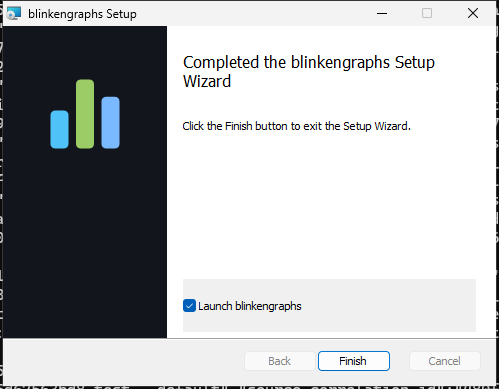 blinkengraphs Setup
Completed the blinkengraphs Setup
Wizard
Click the Finish button to exit the Setup Wizard.
Launch blinkengraphs
Back
Finish
Cancel